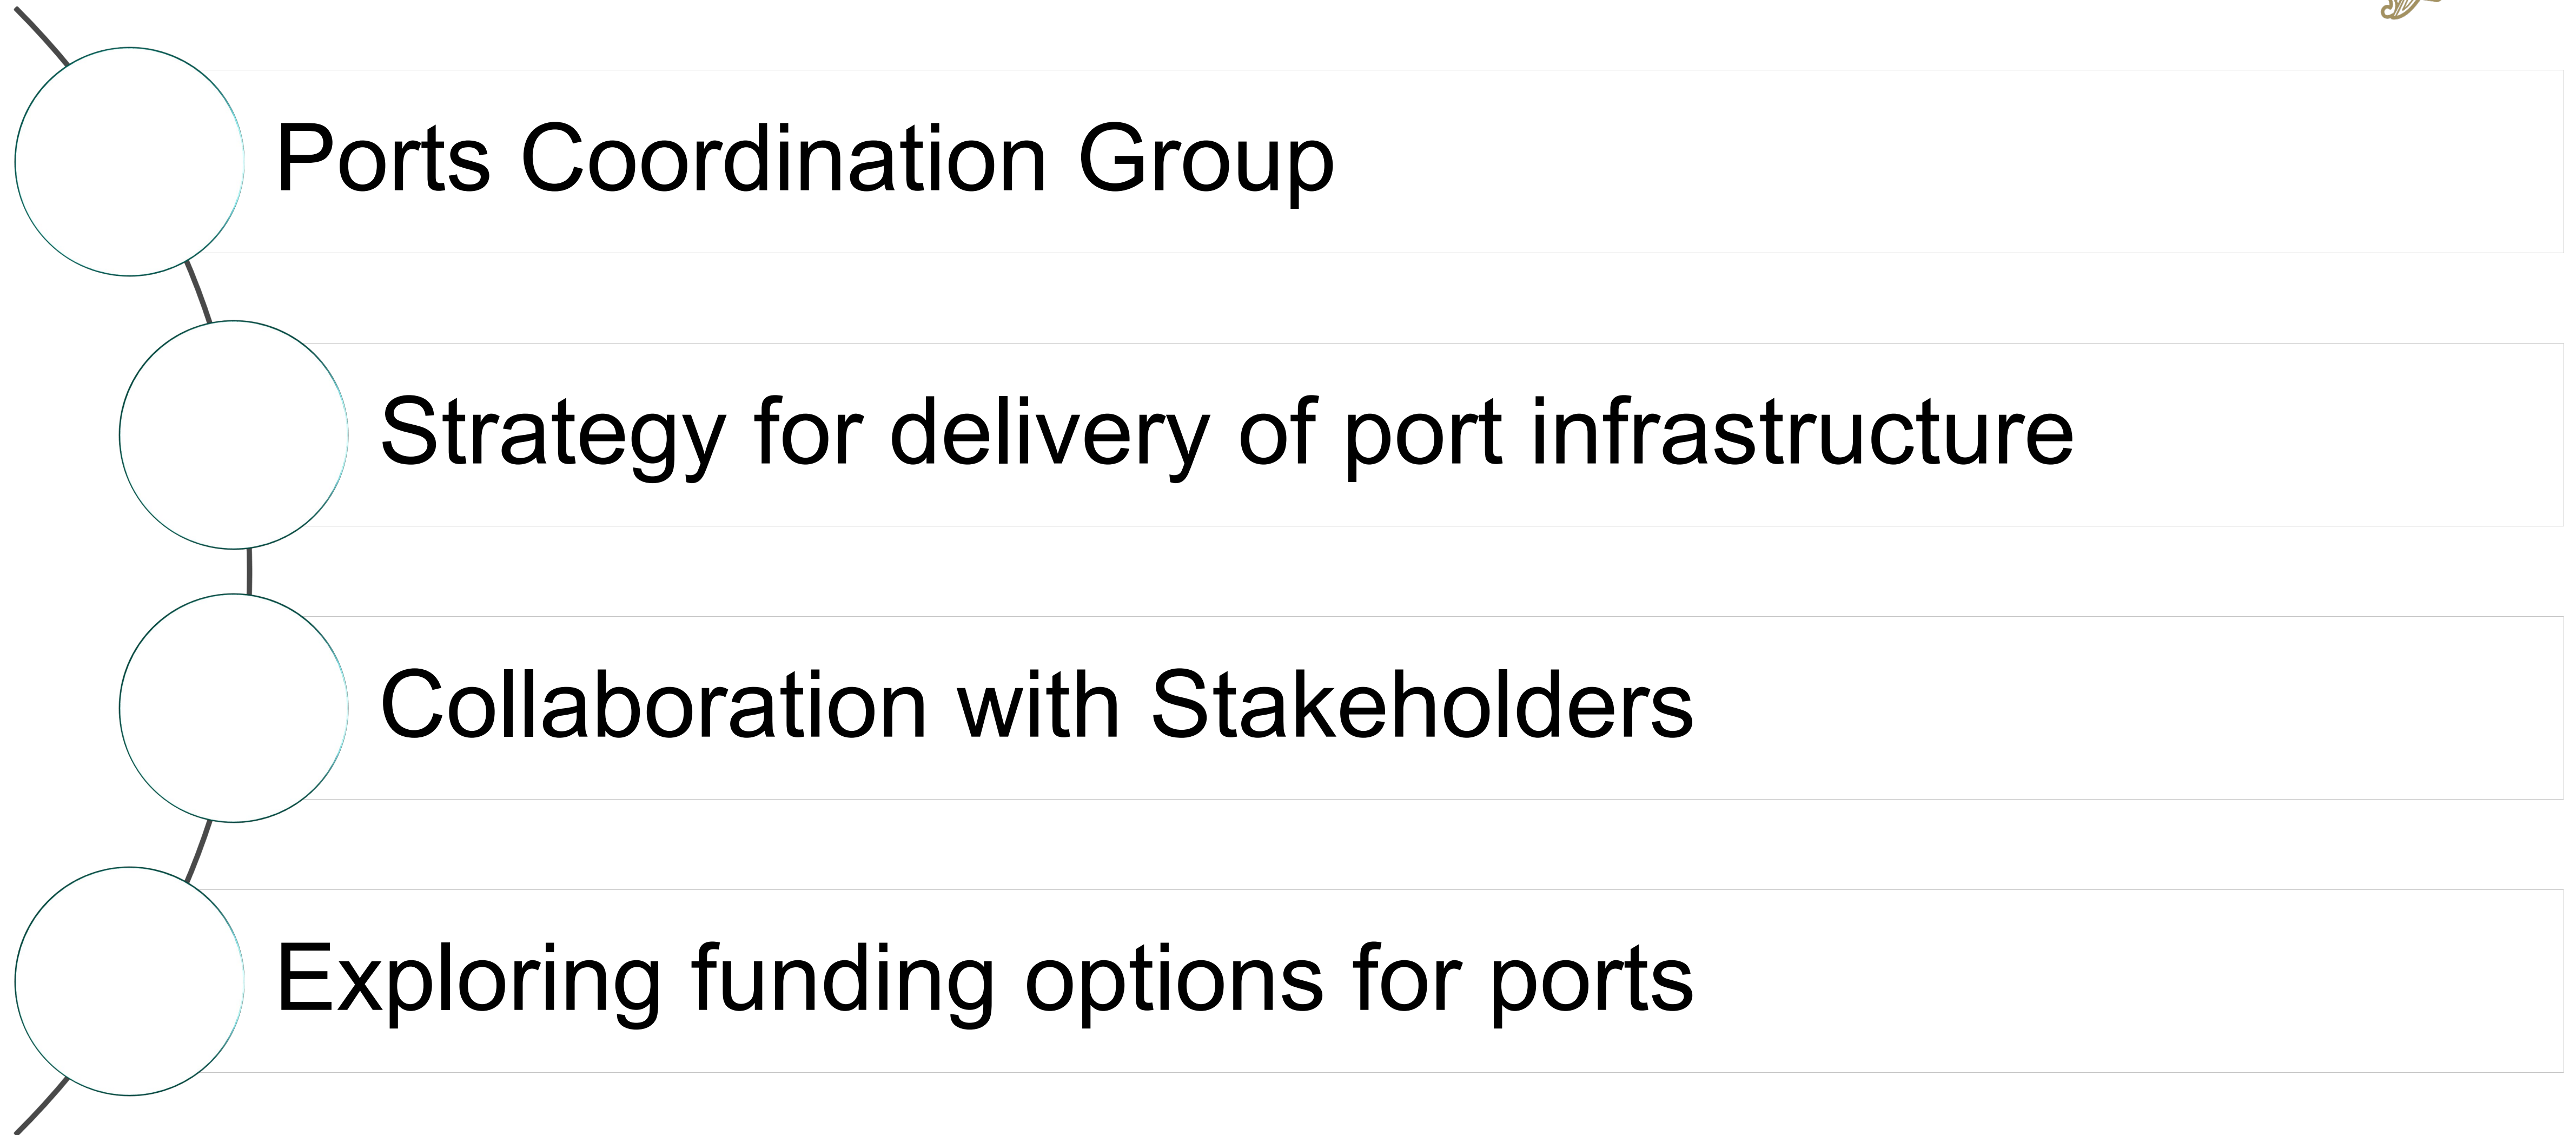 Ports Coordination Group
Strategy for delivery of port infrastructure
Collaboration with Stakeholders
Exploring funding options for ports